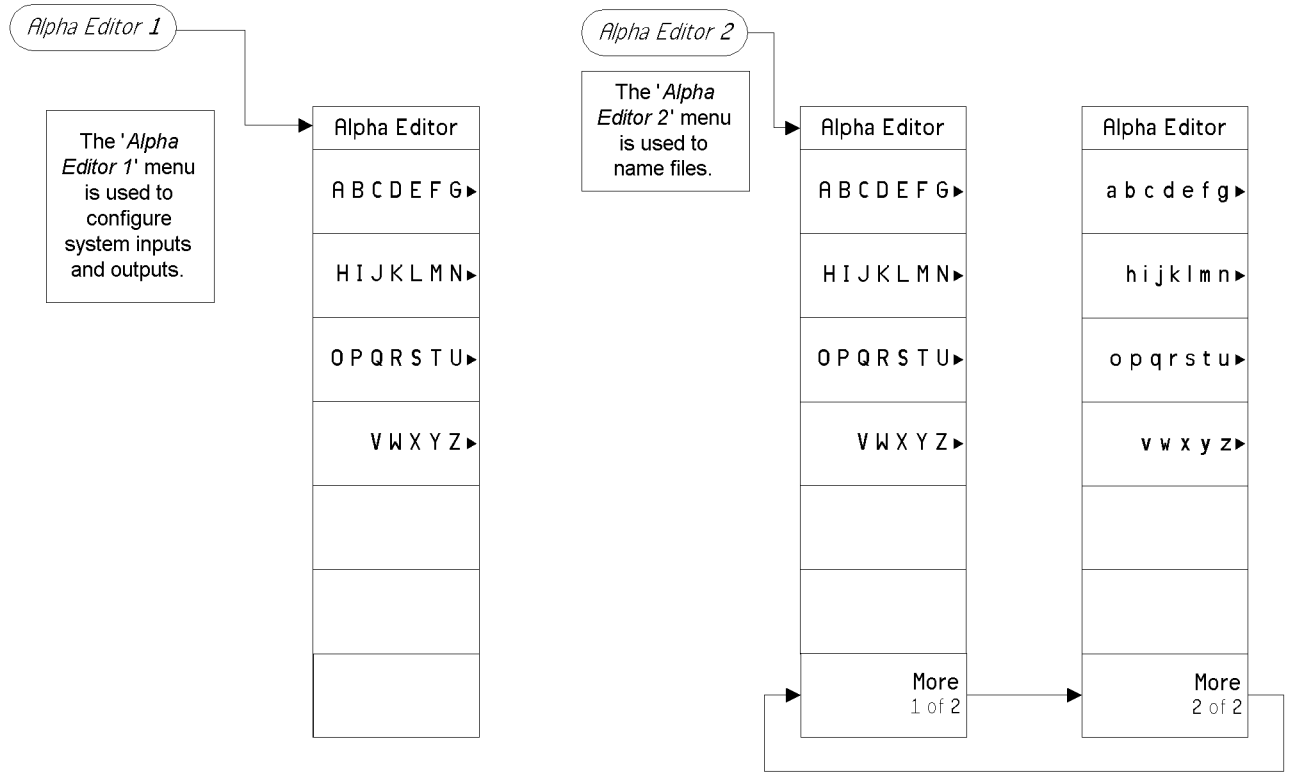 Alpha Editor 1
The 'Alpha
Editor 1' menu
is used to
configure
system inputs
and outputs.
Alpha Editor
A B C D E F G▸
H I J K L M N▸
O P Q R S T U▸
V W X Y Z▸
Alpha Editor 2
The 'Alpha
Editor 2' menu
is used to
name files.
Alpha Editor
A B C D E F G▸
H I J K L M N▸
O P Q R S T U▸
V W X Y Z▸
More
1 of 2
Alpha Editor
a b c d e f g▸
h i j k l m n▸
o p q r s t u▸
v w x y z▸
More
2 of 2